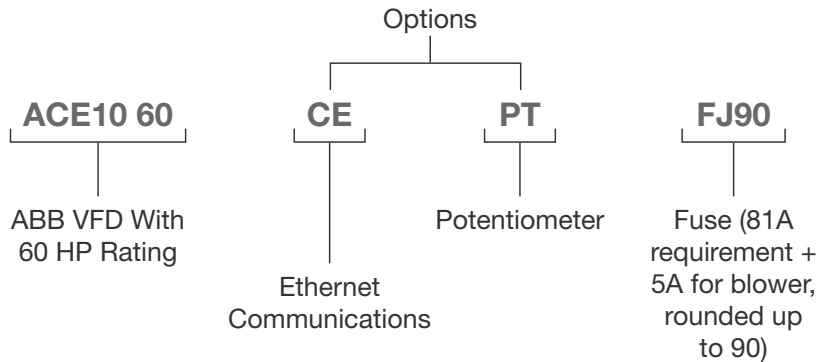 Options
ACE10 60
CE
PT
FJ90
ABB VFD With
60 HP Rating
Ethernet
Communications
Potentiometer
Fuse (81A
requirement +
5A for blower,
rounded up
to 90)